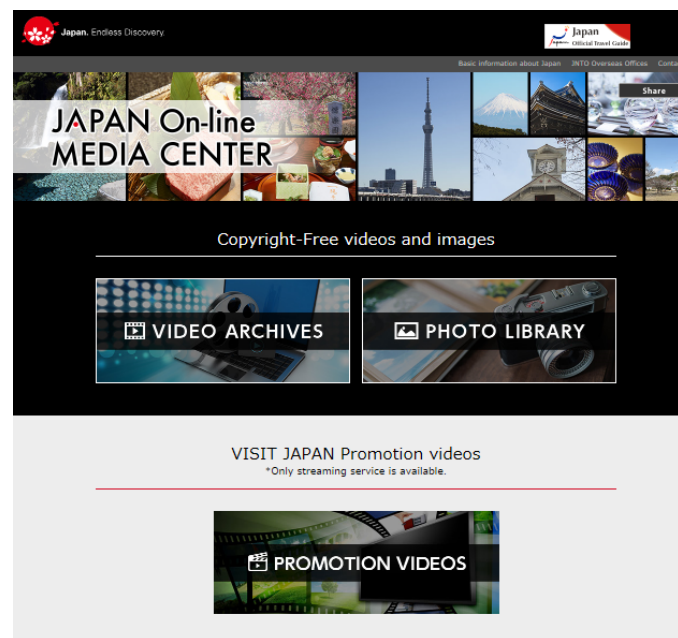 Japan. Endless Discovery.
Japan
Official Travel Guide
Basic information about Japan JNTO Overseas Offices
Share
JAPAN On-line
MEDIA CENTER
Copyright-Free videos and images
VIDEO ARCHIVES
PHOTO LIBRARY
VISIT JAPAN Promotion videos
*Only streaming service is available.
PROMOTION VIDEOS